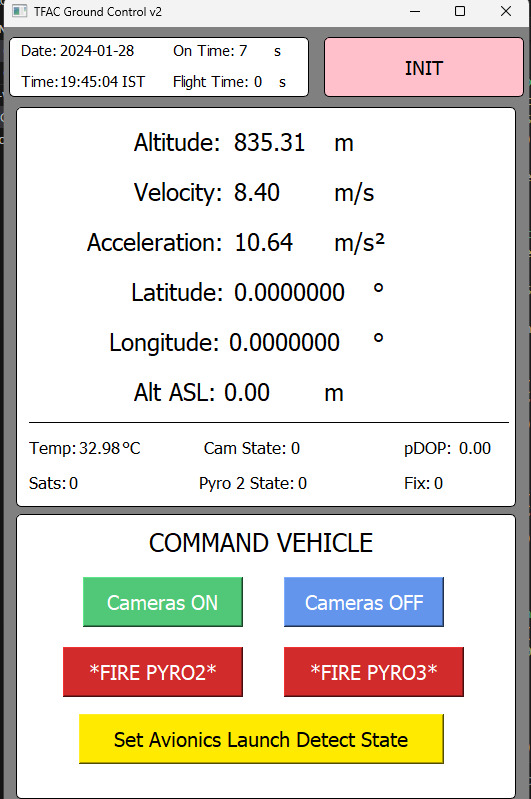 TFAC Ground Control v2
Date: 2024-01-28 On Time: 7 s
Time: 19:45:04 IST Flight Time: 0 s
INIT
Altitude: 835.31 m
Velocity: 8.40 m/s
Acceleration: 10.64 m/s²
Latitude: 0.0000000 °
Longitude: 0.0000000 °
Alt ASL: 0.00 m
Temp: 32.98 °C Cam State: 0 pDOP: 0.00
Sats: 0 Pyro 2 State: 0 Fix: 0
COMMAND VEHICLE
Cameras ON Cameras OFF
*FIRE PYRO2* *FIRE PYRO3*
Set Avionics Launch Detect State